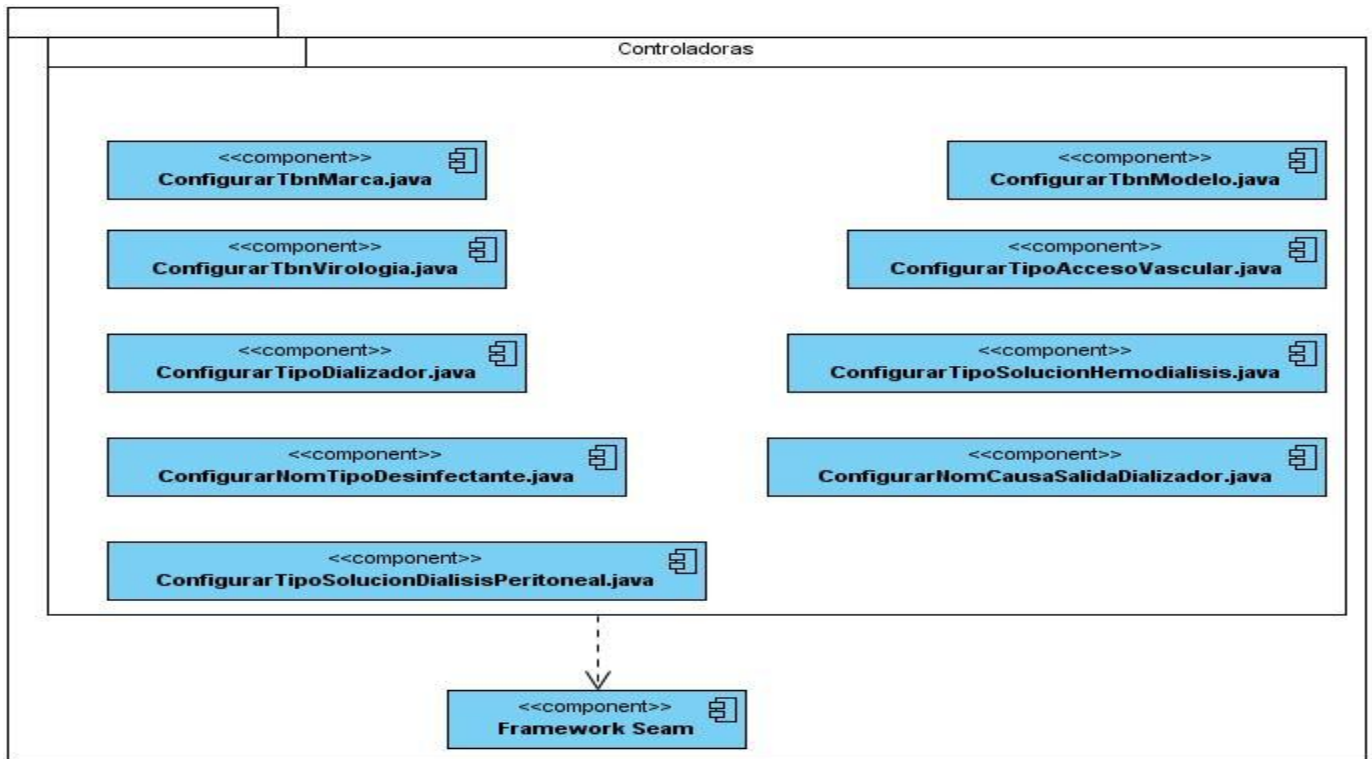 Controladoras
<<component>>
ConfigurarTbnMarca.java
<<component>>
ConfigurarTbnModelo.java
<<component>>
ConfigurarTbnVirologia.java
<<component>>
ConfigurarTipoAccesoVascular.java
<<component>>
ConfigurarTipoDializador.java
<<component>>
ConfigurarTipoSolucionHemodialisis.java
<<component>>
ConfigurarNomTipoDesinfectante.java
<<component>>
ConfigurarNomCausaSalidaDializador.java
<<component>>
ConfigurarTipoSolucionDialisisPeritoneal.java
<<component>>
Framework Seam